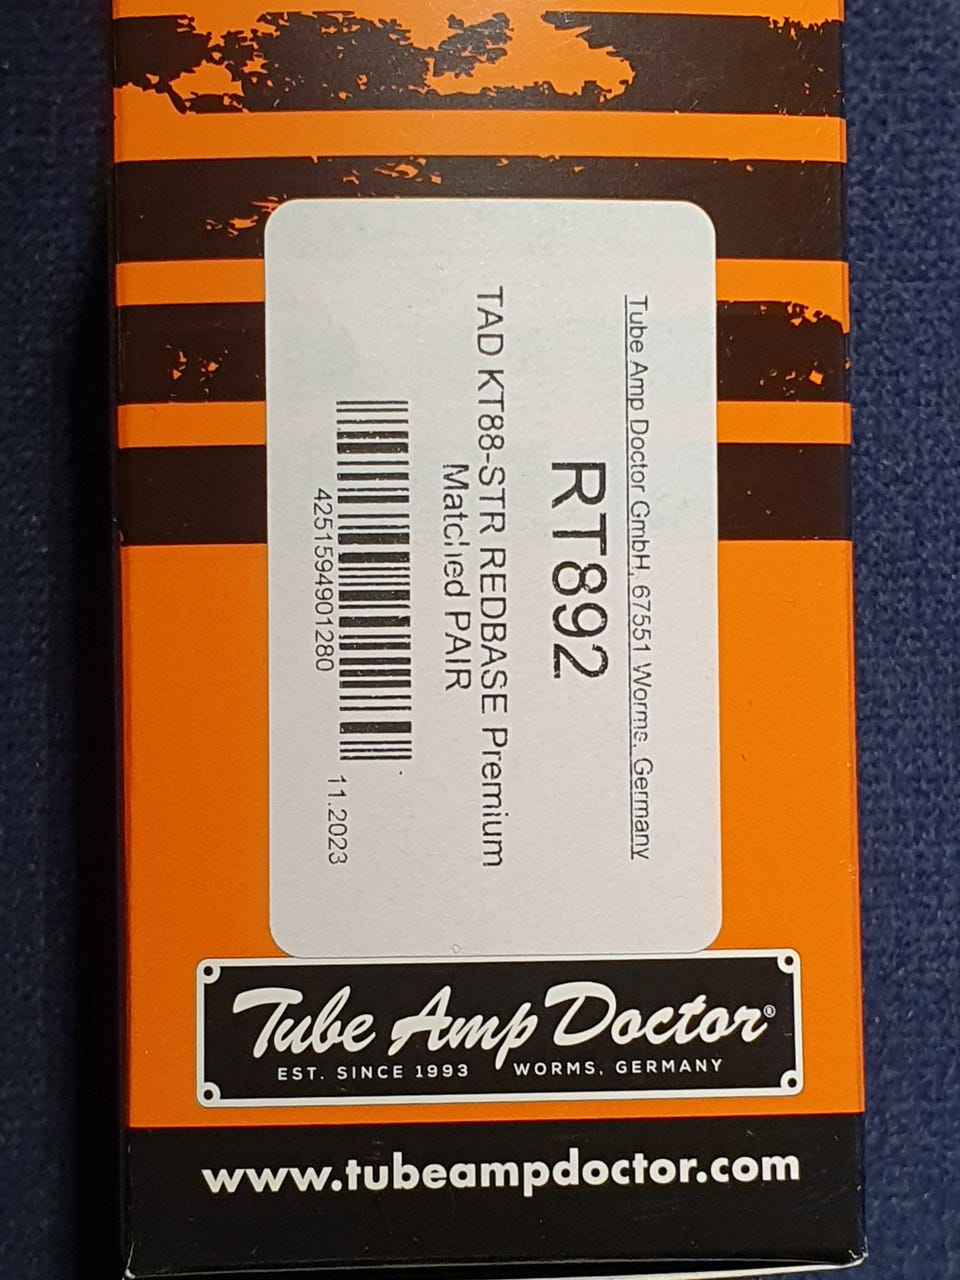 Tube Amp Doctor GmbH, 67551 Worms, Germany
RT892
TAD KT88-STR REDBASE Premium
Matched PAIR
4251594901280
11.2023
Tube Amp Doctor®
EST. SINCE 1993 WORMS, GERMANY
www.tubeampdoctor.com